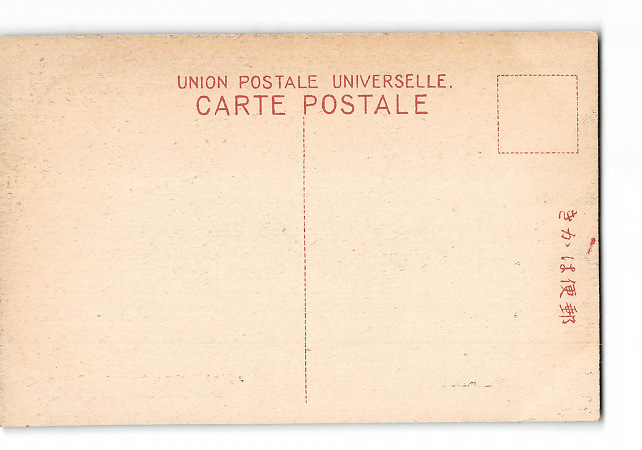 UNION POSTALE UNIVERSELLE.
CARTE POSTALE
きかは便郵